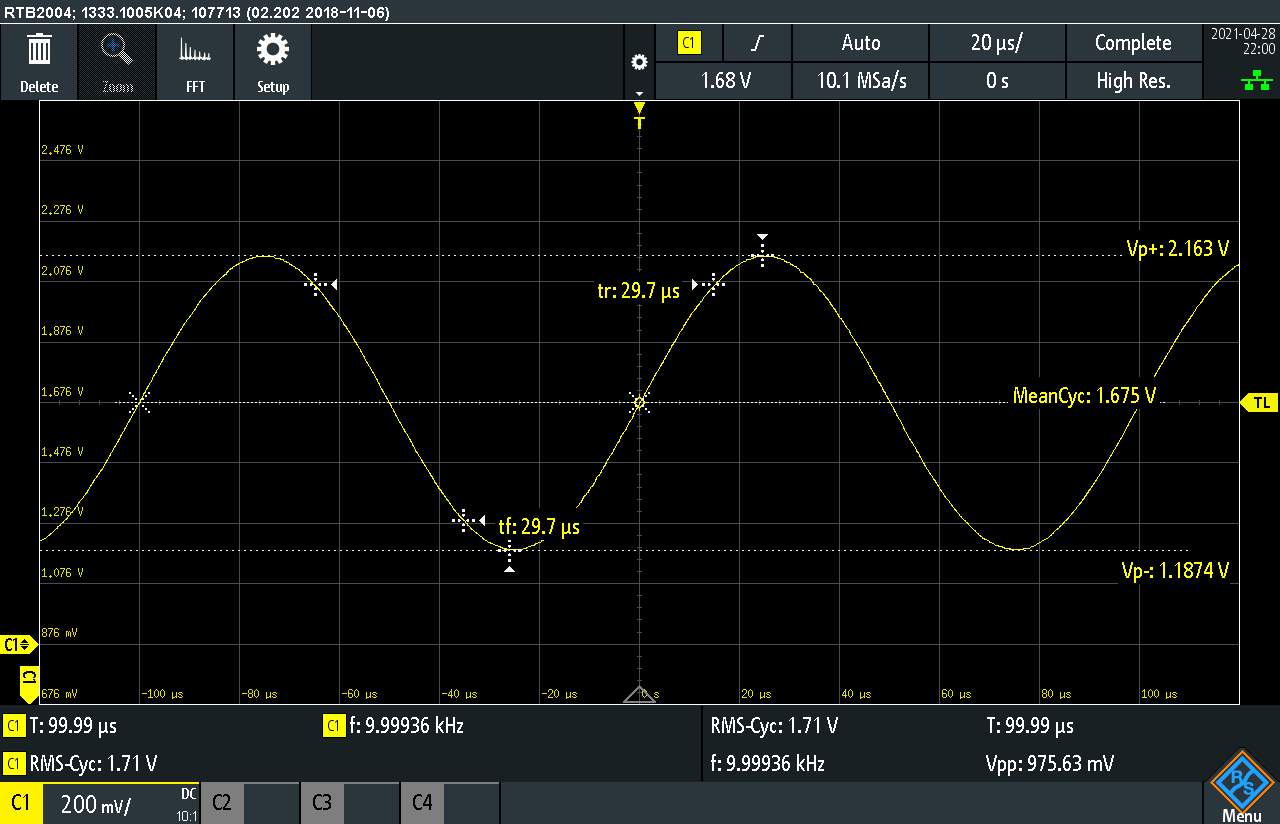 RTB2004; 1333.1005K04; 107713 (02.202 2018-11-06)
Delete
Zoom
FFT
Setup
C1
Auto
20 µs/
Complete
1.68 V
10.1 MSa/s
0 s
High Res.
2021-04-28
22:00
T
2.476 V
2.276 V
Vp+: 2.163 V
2.076 V
tr: 29.7 µs
1.876 V
1.676 V
MeanCyc: 1.675 V
TL
1.476 V
1.276 V
tf: 29.7 µs
1.076 V
Vp-: 1.1874 V
876 mV
C1
C1
676 mV
-100 µs
-80 µs
-60 µs
-40 µs
-20 µs
0 s
20 µs
40 µs
60 µs
80 µs
100 µs
C1 T: 99.99 µs
C1 f: 9.99936 kHz
RMS-Cyc: 1.71 V
T: 99.99 µs
C1 RMS-Cyc: 1.71 V
f: 9.99936 kHz
Vpp: 975.63 mV
C1
200 mV/
DC
10:1
C2
C3
C4
R S
Menu